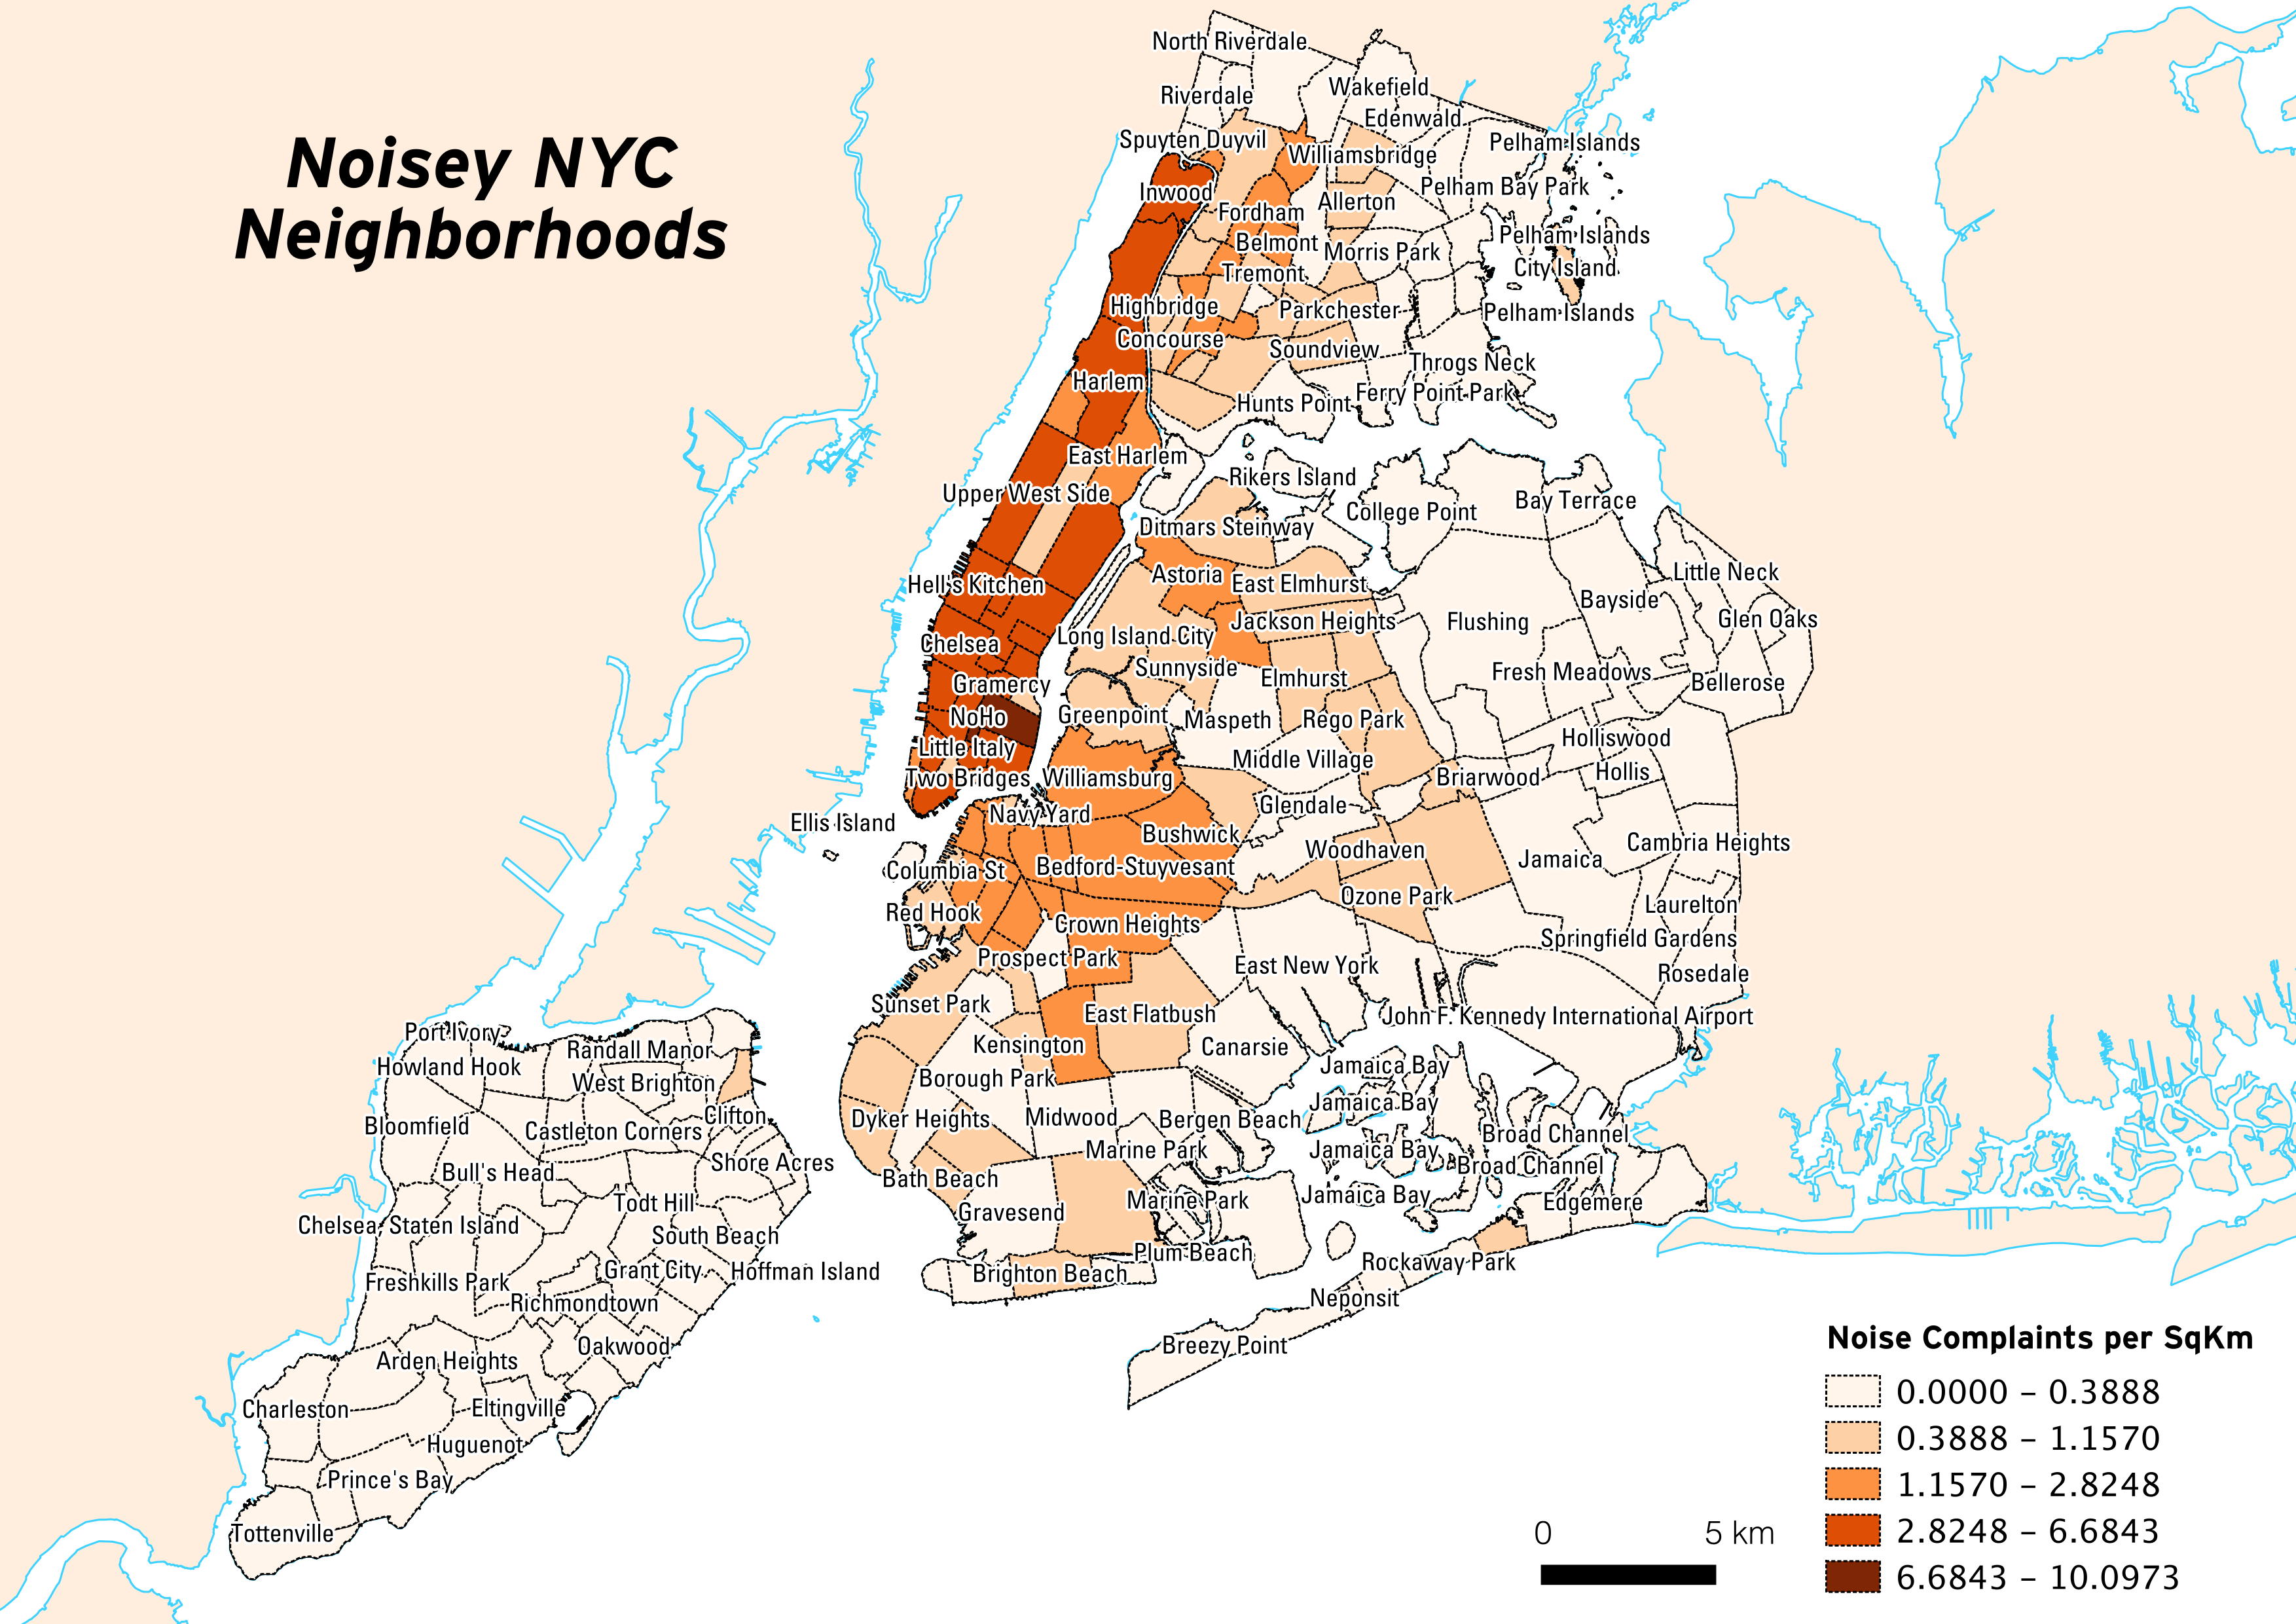 Noisey NYC
Neighborhoods
North Riverdale
Wakefield
Riverdale
Edenwald
Spuyten Duyvil
Williamsbridge
Pelham Islands
Inwood
Pelham Bay Park
Allerton
Fordham
Pelham Islands
Belmont
Morris Park
City Island
Tremont
Highbridge
Parkchester
Pelham Islands
Concourse
Soundview
Throgs Neck
Harlem
Ferry Point Park
Hunts Point
East Harlem
Rikers Island
Upper West Side
Bay Terrace
College Point
Ditmars Steinway
Astoria
Little Neck
Hell's Kitchen
East Elmhurst
Bayside
Glen Oaks
Jackson Heights
Flushing
Long Island City
Chelsea
Sunnyside
Fresh Meadows
Elmhurst
Bellerose
Gramercy
NoHo
Greenpoint
Maspeth
Rego Park
Holliswood
Little Italy
Middle Village
Two Bridges
Williamsburg
Briarwood
Hollis
Glendale
Navy Yard
Ellis Island
Bushwick
Cambria Heights
Woodhaven
Jamaica
Columbia St
Bedford-Stuyvesant
Ozone Park
Laurelton
Red Hook
Crown Heights
Springfield Gardens
Prospect Park
East New York
Rosedale
Sunset Park
East Flatbush
John F. Kennedy International Airport
Port Ivory
Kensington
Canarsie
Randall Manor
Howland Hook
Jamaica Bay
West Brighton
Borough Park
Jamaica Bay
Clifton
Dyker Heights
Midwood
Bergen Beach
Bloomfield
Castleton Corners
Broad Channel
Marine Park
Jamaica Bay
Shore Acres
Broad Channel
Bull's Head
Bath Beach
Jamaica Bay
Todt Hill
Marine Park
Edgemere
Gravesend
Chelsea, Staten Island
South Beach
Plum Beach
Rockaway Park
Grant City
Hoffman Island
Brighton Beach
Freshkills Park
Neponsit
Richmondtown
Oakwood
Breezy Point
Arden Heights
Charleston
Eltingville
Huguenot
Prince's Bay
Tottenville
Noise Complaints per SqKm
0.0000 – 0.3888
0.3888 – 1.1570
1.1570 – 2.8248
2.8248 – 6.6843
6.6843 – 10.0973
0 5 km